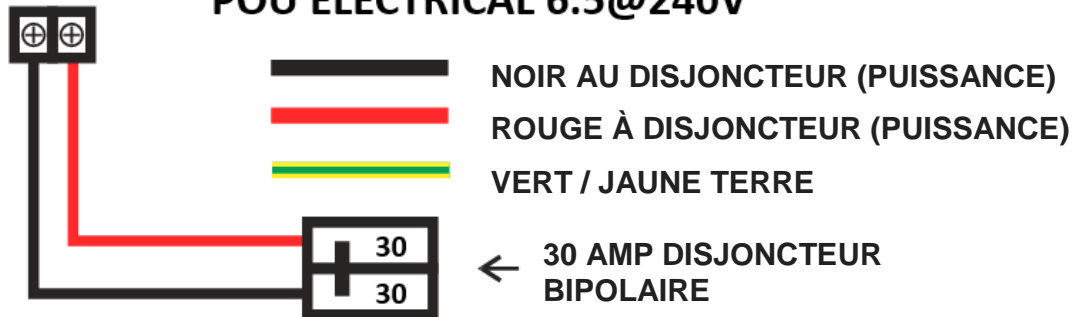 POU ELECTRICAL 6.5@240V
NOIR AU DISJONCTEUR (PUISSANCE)
ROUGE À DISJONCTEUR (PUISSANCE)
VERT / JAUNE TERRE
30
30
30 AMP DISJONCTEUR
BIPOLAIRE